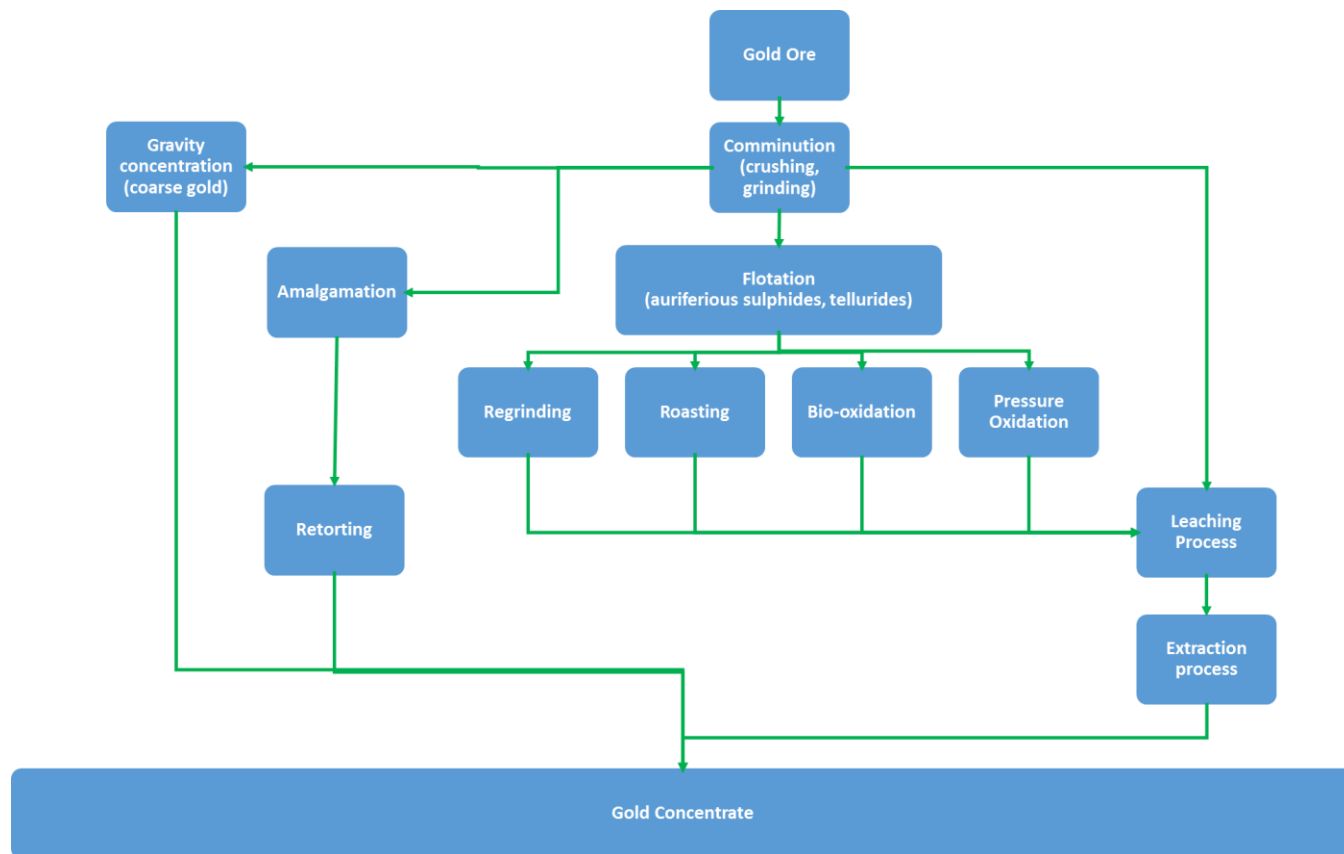 Gold Ore
Gravity
concentration
(coarse gold)
Comminution
(crushing,
grinding)
Amalgamation
Flotation
(auriferious sulphides, tellurides)
Regrinding
Roasting
Bio-oxidation
Pressure
Oxidation
Retorting
Leaching
Process
Extraction
process
Gold Concentrate